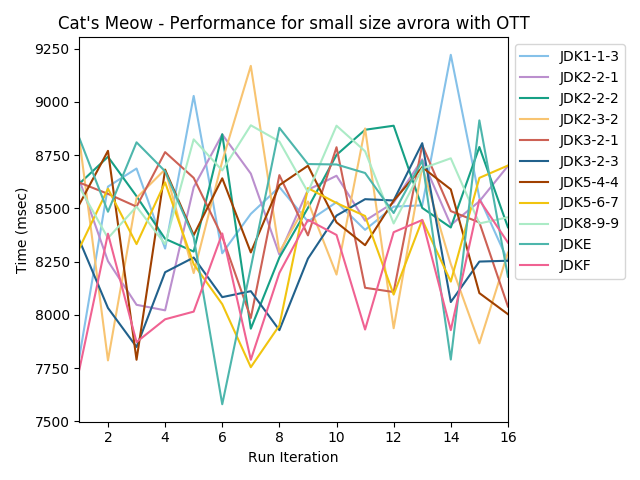 Cat's Meow - Performance for small size avrora with OTT
Time (msec)
9250
9000
8750
8500
8250
8000
7750
7500
2 4 6 8 10 12 14 16
Run Iteration
JDK1-1-3
JDK2-2-1
JDK2-2-2
JDK2-3-2
JDK3-2-1
JDK3-2-3
JDK5-4-4
JDK5-6-7
JDK8-9-9
JDKE
JDKF